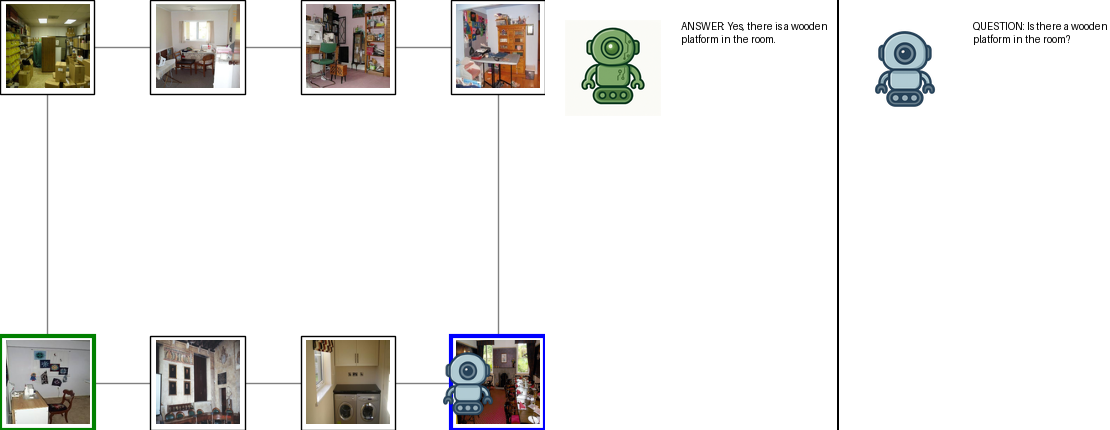 ANSWER: Yes, there is a wooden
platform in the room.
QUESTION: Is there a wooden
platform in the room?